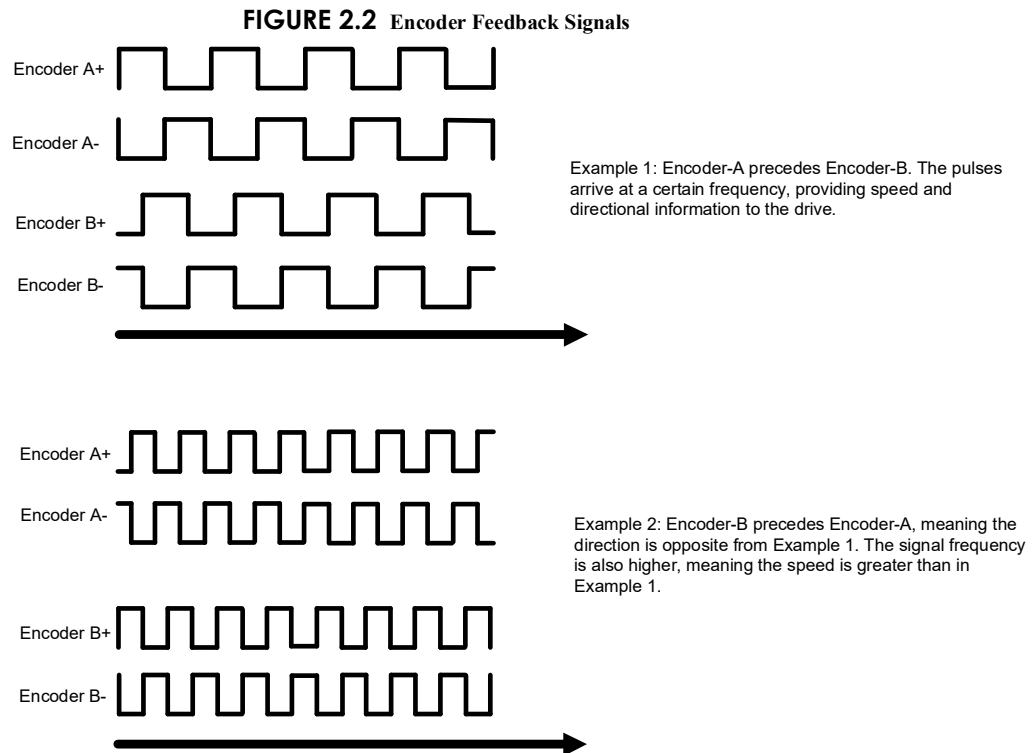 FIGURE 2.2 Encoder Feedback Signals
Encoder A+
Encoder A-
Encoder B+
Encoder B-
Example 1: Encoder-A precedes Encoder-B. The pulses
arrive at a certain frequency, providing speed and
directional information to the drive.
Encoder A+
Encoder A-
Encoder B+
Encoder B-
Example 2: Encoder-B precedes Encoder-A, meaning the
direction is opposite from Example 1. The signal frequency
is also higher, meaning the speed is greater than in
Example 1.